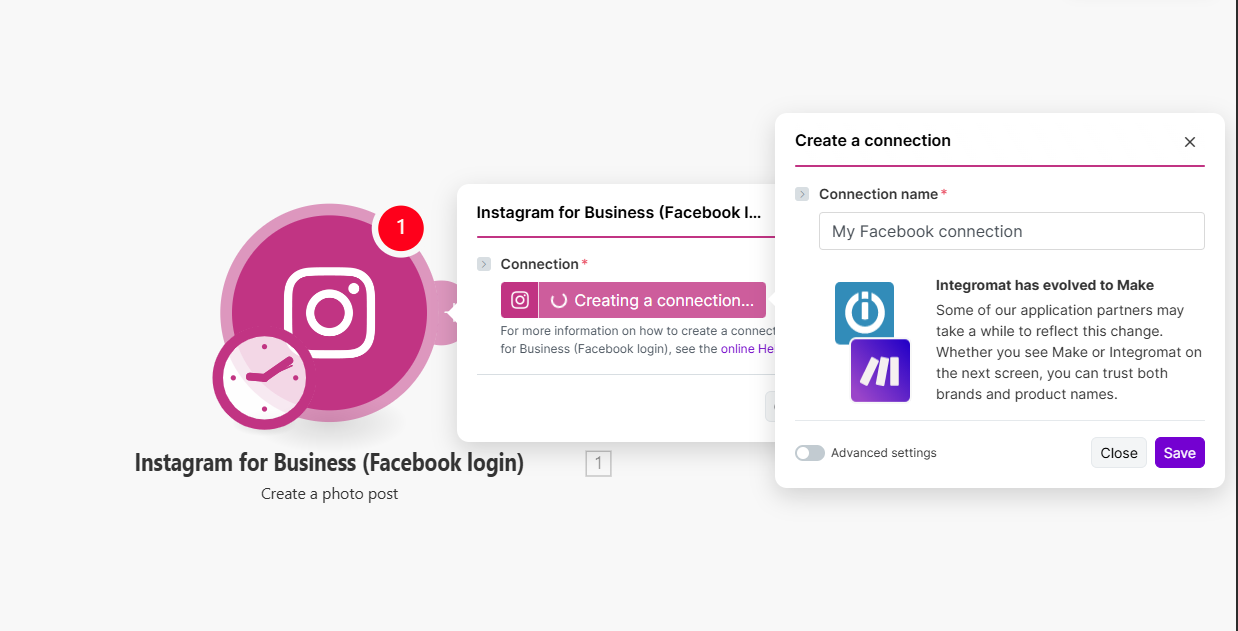 1
Instagram for Business (Facebook login)
Create a photo post
1
Instagram for Business (Facebook l...
Connection *
Creating a connection...
For more information on how to create a connect
for Business (Facebook login), see the online He
Create a connection
Connection name *
My Facebook connection
Integromat has evolved to Make
Some of our application partners may
take a while to reflect this change.
Whether you see Make or Integromat on
the next screen, you can trust both
brands and product names.
Advanced settings
Close
Save